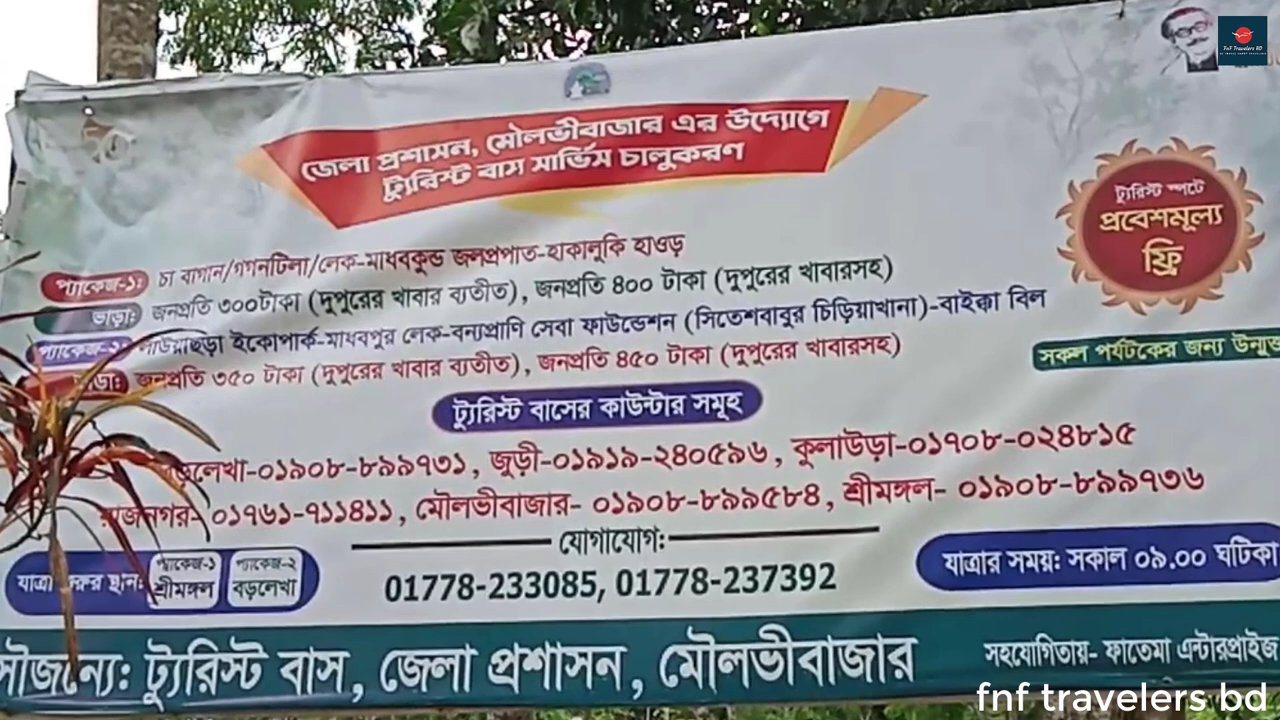 FnF Travelers BD
জেলা প্রশাসন, মৌলভীবাজার এর উদ্যোগে
ট্যুরিস্ট বাস সার্ভিস চালুকরণ
ট্যুরিস্ট স্পটে
প্রবেশমূল্য
ফ্রি
সকল পর্যটকের জন্য
প্যাকেজ-১: চা বাগান/গগনটিলা/লেক-মাধবকুন্ড জলপ্রপাত-হাকালুকি হাওড়
ভাড়া: জনপ্রতি ৩০০টাকা (দুপুরের খাবার ব্যতীত), জনপ্রতি ৪০০ টাকা (দুপুরের খাবারসহ)
প্যাকেজ-২: ইকোপার্ক-মাধবপুর লেক-বন্যপ্রাণি সেবা ফাউন্ডেশন (সিতেশবাবুর চিড়িয়াখানা)-বাইক্কা বিল
জনপ্রতি ৩৫০ টাকা (দুপুরের খাবার ব্যতীত), জনপ্রতি ৪৫০ টাকা (দুপুরের খাবারসহ)
ট্যুরিস্ট বাসের কাউন্টার সমূহ
০১৯০৮-৮৯৯৭৩১, জুড়ী-০১৯১৯-২৪০৫৯৬, কুলাউড়া-০১৭০৮-০২৪৮১৫
রাজনগর- ০১৭৬১-৭১১৪১১, মৌলভীবাজার- ০১৯০৮-৮৯৯৫৮৪, শ্রীমঙ্গল- ০১৯০৮-৮৯৯৭৩৬
যোগাযোগ:
01778-233085, 01778-237392
যাত্রা স্থান:
প্যাকেজ-১
শ্রীমঙ্গল
প্যাকেজ-২
বড়লেখা
যাত্রার সময়: সকাল ০৯.০০ ঘটিকা
সৌজন্যে: ট্যুরিস্ট বাস, জেলা প্রশাসন, মৌলভীবাজার
সহযোগিতায়- ফাতেমা এন্টারপ্রাইজ
fnf travelers bd